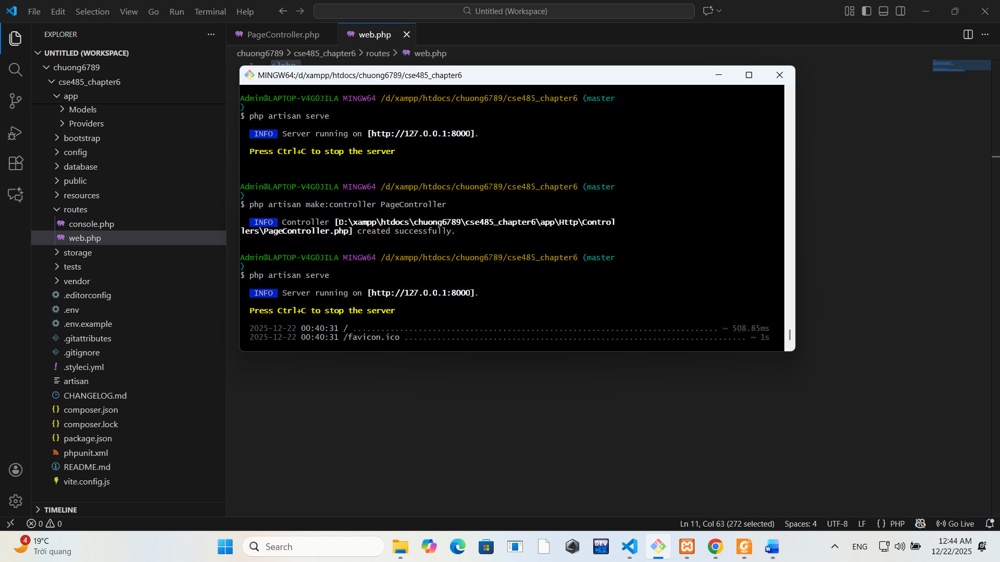 File Edit Selection View Go Run Terminal Help
Untitled (Workspace)
EXPLORER
PageController.php
web.php
UNTITLED (WORKSPACE)
chuong6789
cse485_chapter6
app
Models
Providers
bootstrap
config
database
public
resources
routes
console.php
web.php
storage
tests
vendor
.editorconfig
.env
.env.example
.gitattributes
.gitignore
.styleci.yml
artisan
CHANGELOG.md
composer.json
composer.lock
package.json
phpunit.xml
README.md
vite.config.js
TIMELINE
chuong6789 > cse485_chapter6 > routes > web.php
1 <?php
MINGW64:/d/xampp/htdocs/chuong6789/cse485_chapter6
Admin@LAPTOP-V4GOJILA MINGW64 /d/xampp/htdocs/chuong6789/cse485_chapter6 (master
)
$ php artisan serve
INFO Server running on [http://127.0.0.1:8000].
Press Ctrl+C to stop the server
Admin@LAPTOP-V4GOJILA MINGW64 /d/xampp/htdocs/chuong6789/cse485_chapter6 (master
)
$ php artisan make:controller PageController
INFO Controller [D:\xampp\htdocs\chuong6789\cse485_chapter6\app\Http\Control
lers\PageController.php] created successfully.
Admin@LAPTOP-V4GOJILA MINGW64 /d/xampp/htdocs/chuong6789/cse485_chapter6 (master
)
$ php artisan serve
INFO Server running on [http://127.0.0.1:8000].
Press Ctrl+C to stop the server
2025-12-22 00:40:31 / .............................................................................. ~ 508.85ms
2025-12-22 00:40:31 /favicon.ico ......................................................................... ~ 1s
0 0
Ln 11, Col 63 (272 selected) Spaces: 4 UTF-8 LF { } PHP Go Live
4
19°C
Trời quang
Search
DEV
C++
PDF
ENG
12:44 AM
12/22/2025